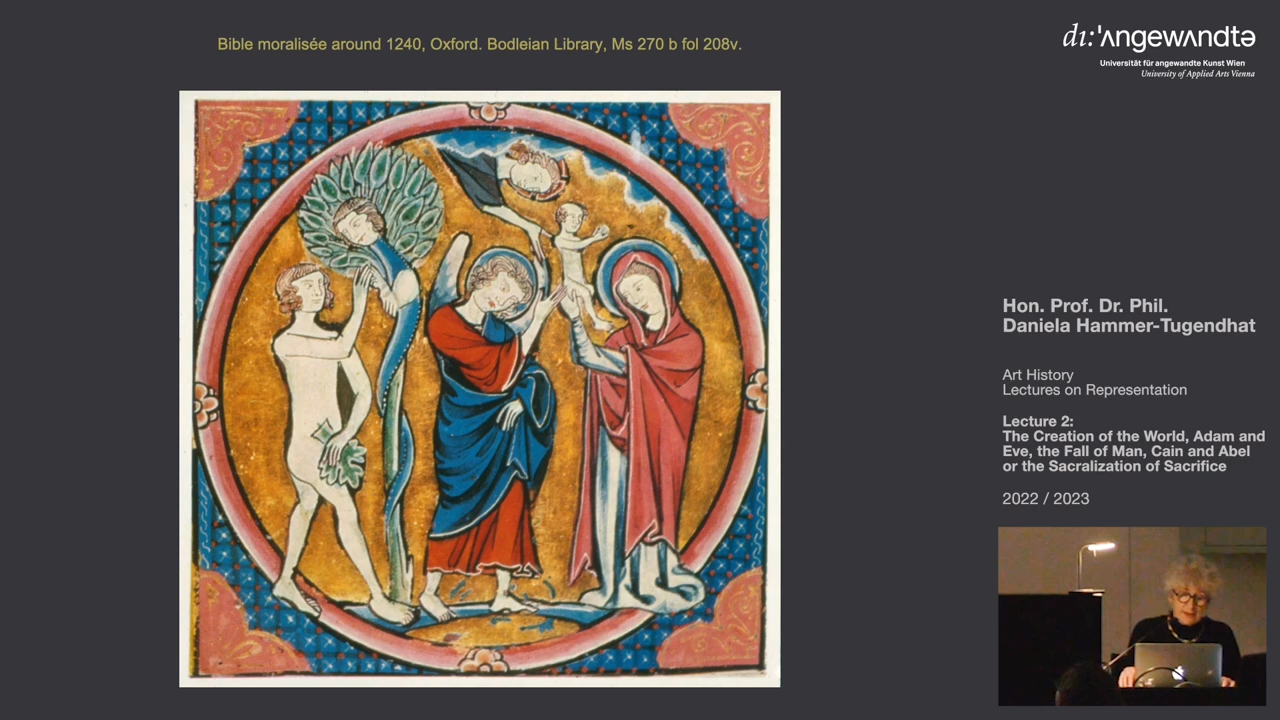 Bible moralisée around 1240, Oxford. Bodleian Library, Ms 270 b fol 208v.
dı:ˈʌngewʌndtə
Universität für angewandte Kunst Wien
University of Applied Arts Vienna
Hon. Prof. Dr. Phil.
Daniela Hammer-Tugendhat
Art History
Lectures on Representation
Lecture 2:
The Creation of the World, Adam and
Eve, the Fall of Man, Cain and Abel
or the Sacralization of Sacrifice
2022 / 2023